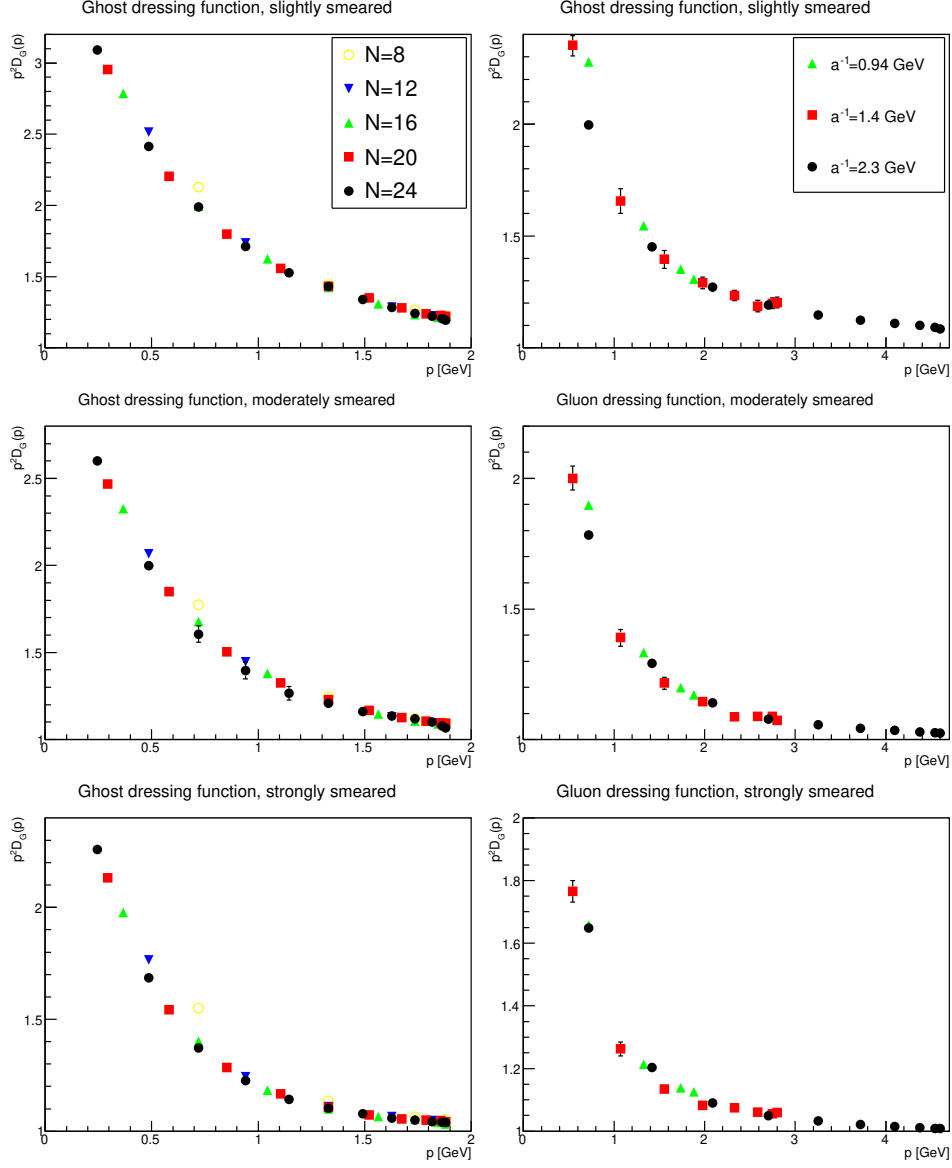 Ghost dressing function, slightly smeared
p²D_G(p)
3
2.5
2
1.5
1
0
0.5
1
1.5
2
p [GeV]
N=8
N=12
N=16
N=20
N=24
Ghost dressing function, slightly smeared
p²D_G(p)
2
1.5
1
0
1
2
3
4
p [GeV]
a⁻¹=0.94 GeV
a⁻¹=1.4 GeV
a⁻¹=2.3 GeV
Ghost dressing function, moderately smeared
p²D_G(p)
2.5
2
1.5
1
0
0.5
1
1.5
2
p [GeV]
Gluon dressing function, moderately smeared
p²D_G(p)
2
1.5
1
0
1
2
3
4
p [GeV]
Ghost dressing function, strongly smeared
p²D_G(p)
2
1.5
1
0
0.5
1
1.5
2
p [GeV]
Gluon dressing function, strongly smeared
p²D_G(p)
2
1.8
1.6
1.4
1.2
1
0
1
2
3
4
p [GeV]